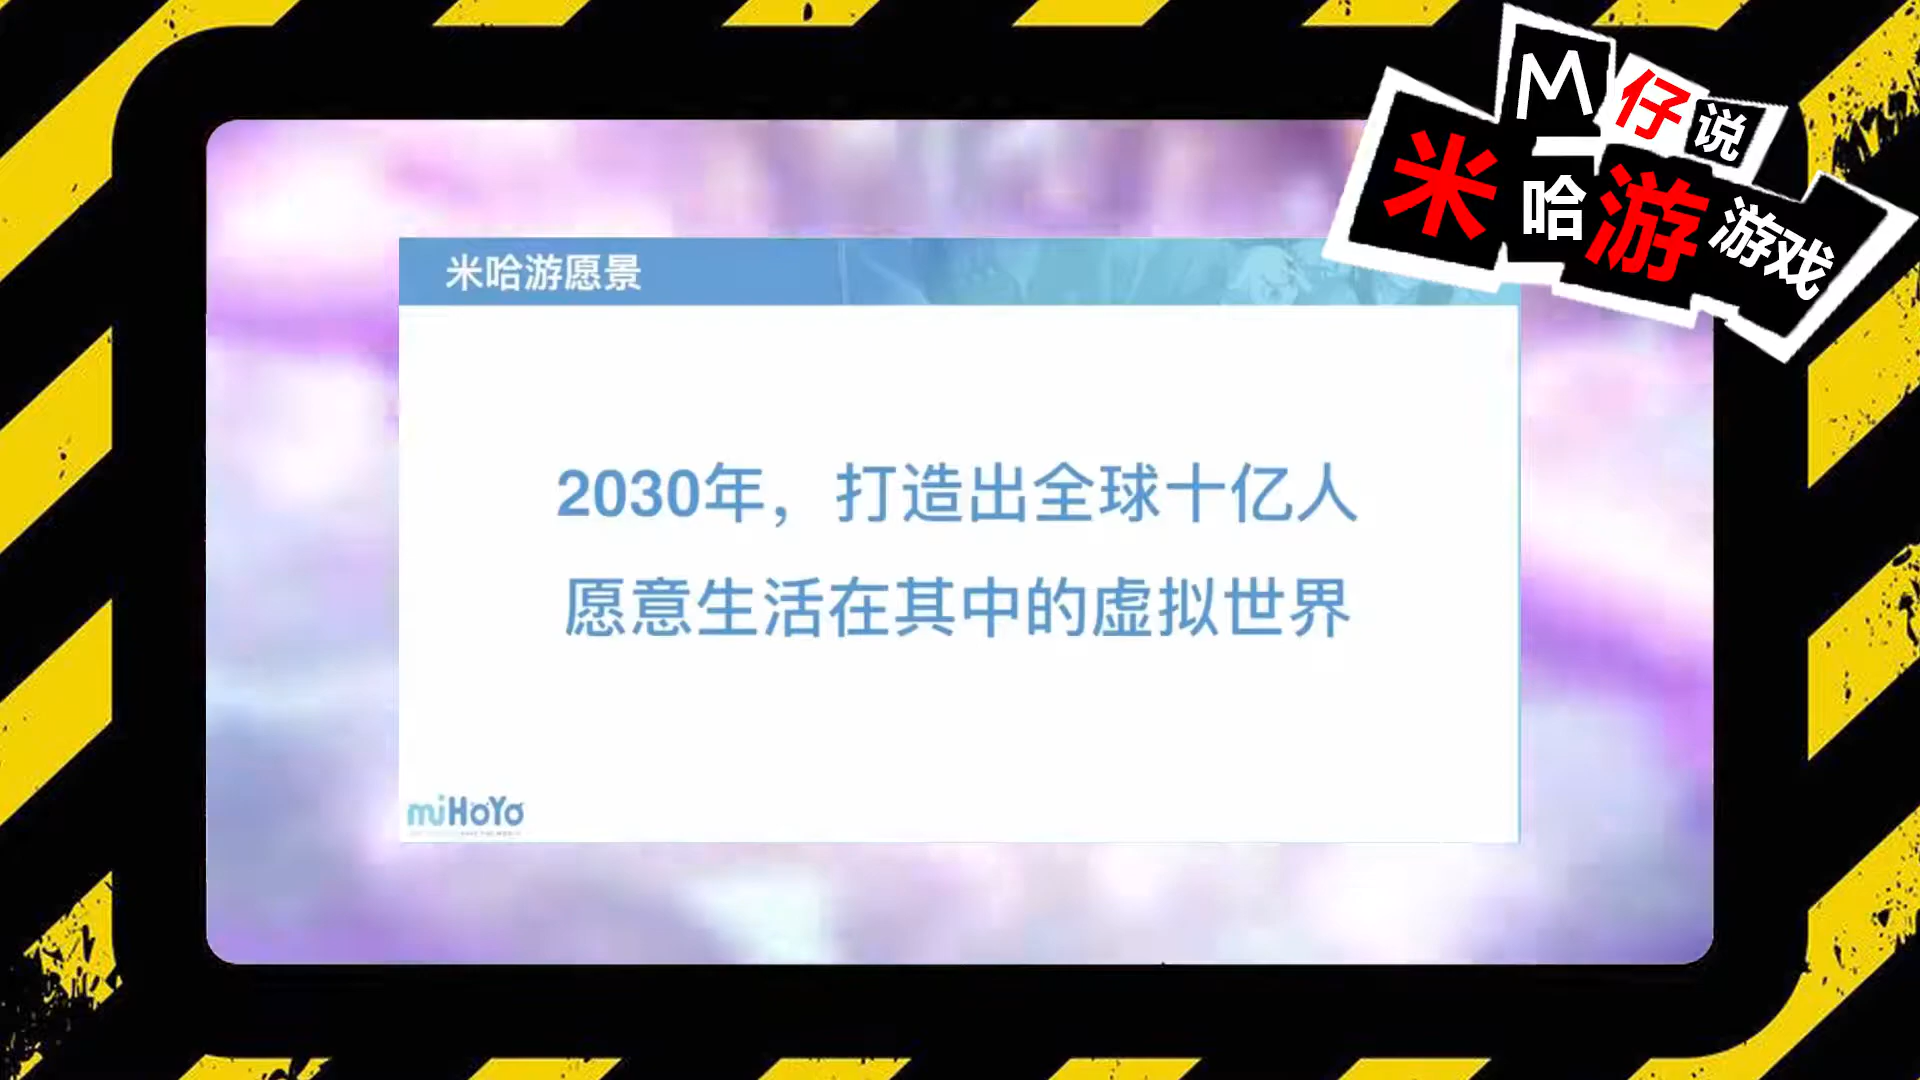 M仔说
米哈游游戏
米哈游愿景
2030年，打造出全球十亿人
愿意生活在其中的虚拟世界
miHoYo